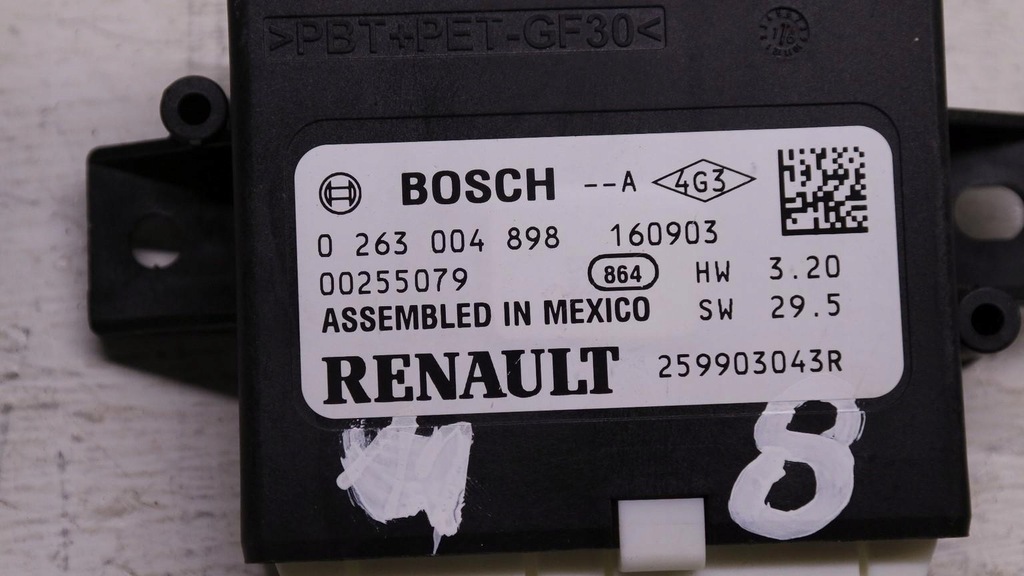 >PBT+PET-GF30<
BOSCH --A 4G3
0 263 004 898 160903
00255079 864 HW 3.20
ASSEMBLED IN MEXICO SW 29.5
RENAULT 259903043R
8